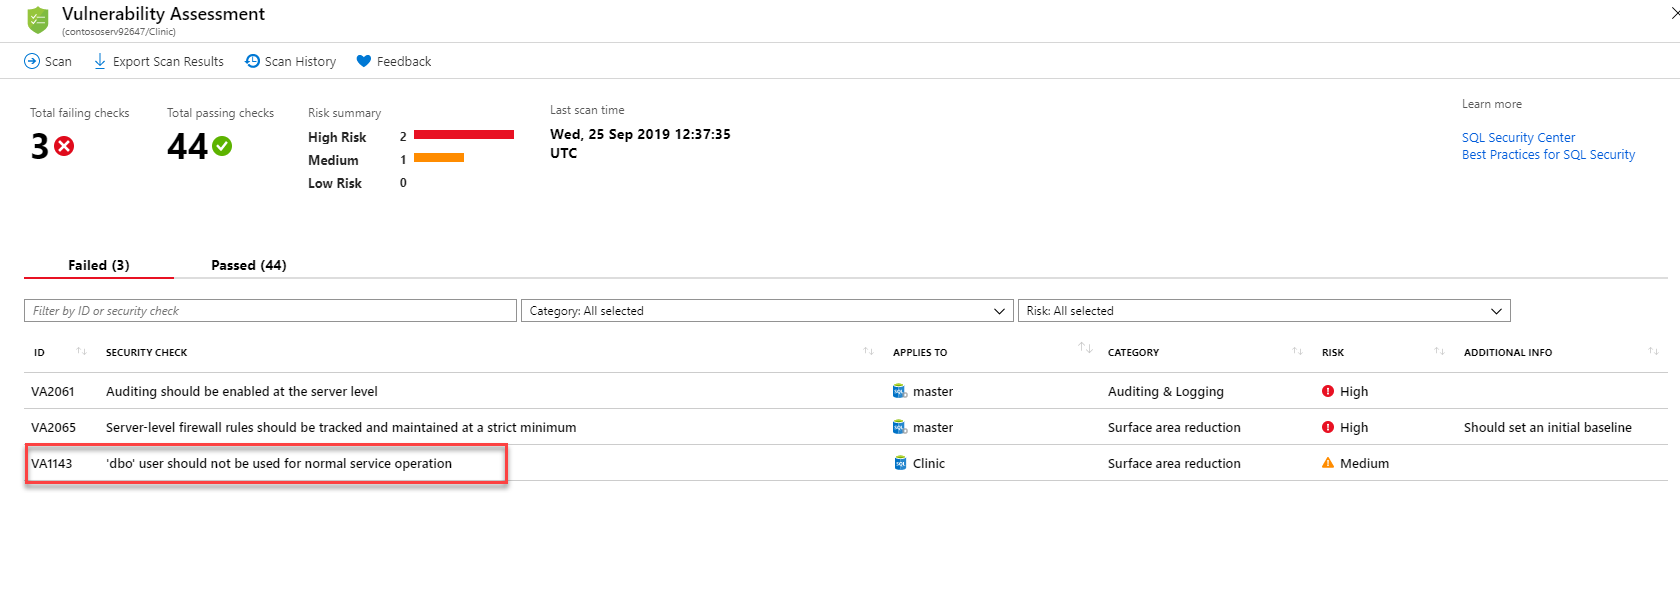 Vulnerability Assessment
(contososerv92647/Clinic)
Scan Export Scan Results Scan History Feedback
Total failing checks
3
Total passing checks
44
Risk summary
High Risk 2
Medium 1
Low Risk 0
Last scan time
Wed, 25 Sep 2019 12:37:35
UTC
Learn more
SQL Security Center
Best Practices for SQL Security
Failed (3) Passed (44)
Filter by ID or security check Category: All selected Risk: All selected
ID SECURITY CHECK APPLIES TO CATEGORY RISK ADDITIONAL INFO
VA2061 Auditing should be enabled at the server level master Auditing & Logging High
VA2065 Server-level firewall rules should be tracked and maintained at a strict minimum master Surface area reduction High Should set an initial baseline
VA1143 'dbo' user should not be used for normal service operation Clinic Surface area reduction Medium